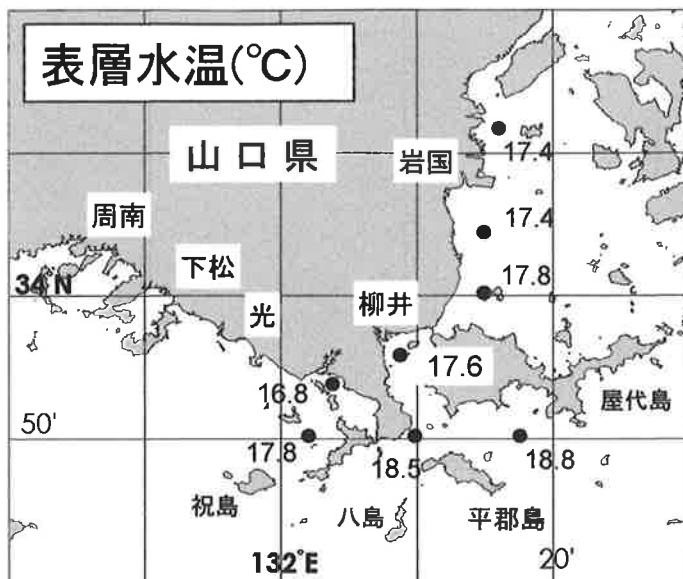 表層水温(℃)
山口県
岩国
17.4
周南
17.4
下松
34°N
17.8
光
柳井
17.6
16.8
屋代島
50'
17.8
18.5
18.8
祝島
八島
平郡島
132°E
20'